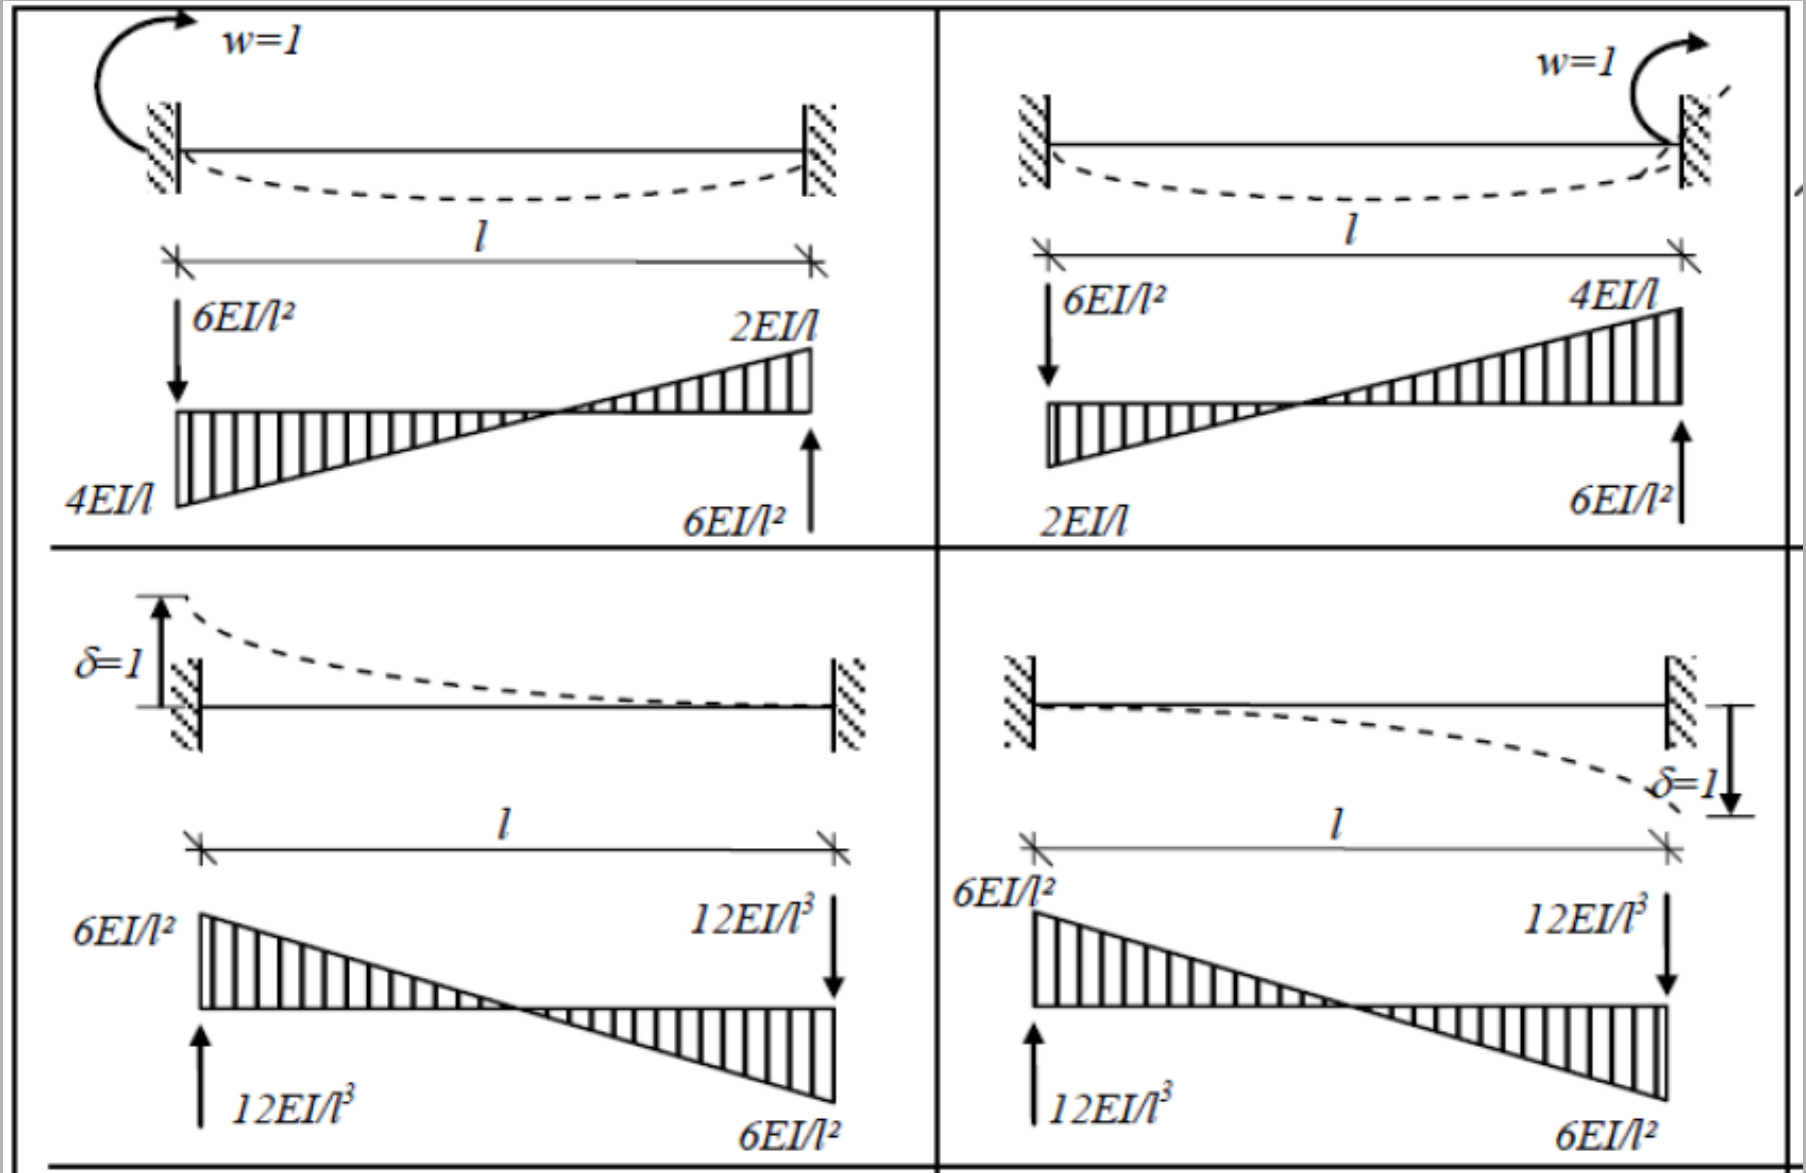 w=1
l
6EI/l²
2EI/l
4EI/l
6EI/l²
w=1
l
6EI/l²
4EI/l
2EI/l
6EI/l²
δ=1
l
6EI/l²
12EI/l³
12EI/l³
6EI/l²
δ=1
l
6EI/l²
12EI/l³
12EI/l³
6EI/l²